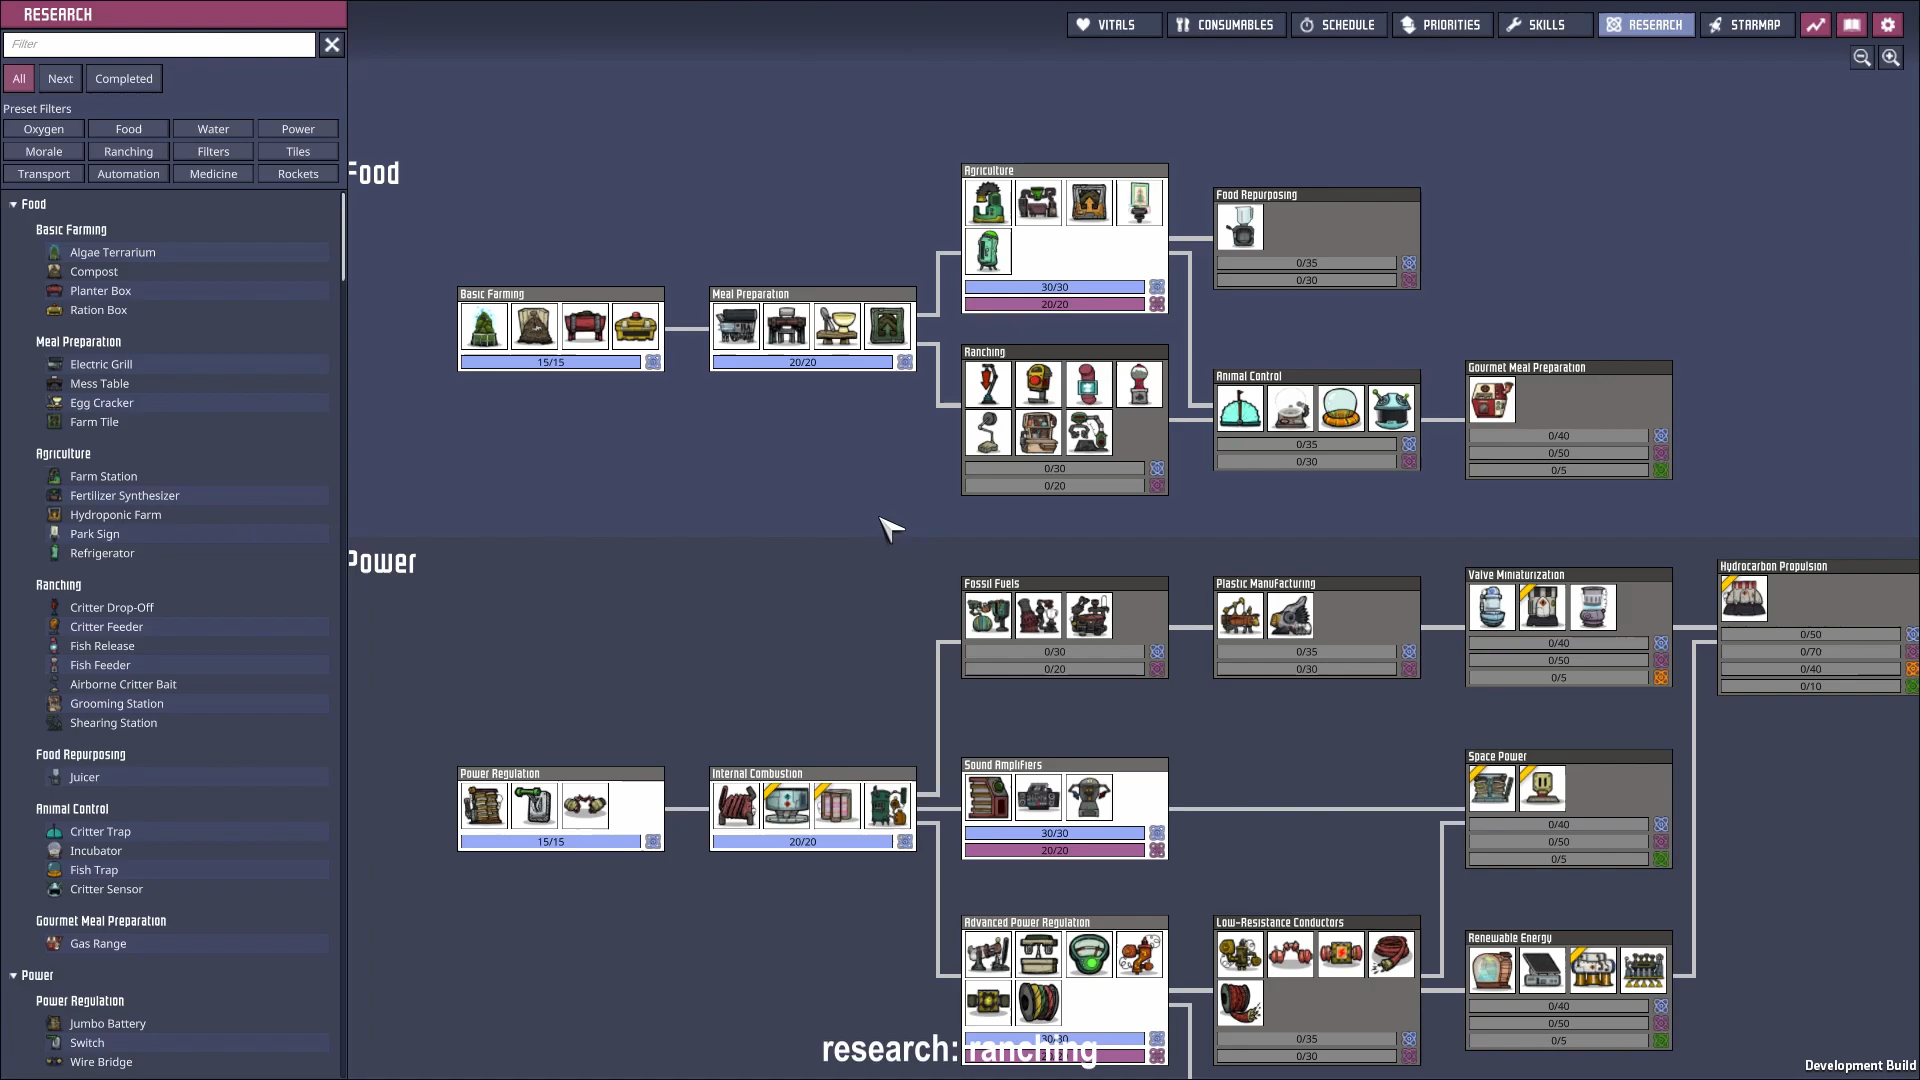 RESEARCH
VITALS
CONSUMABLES
SCHEDULE
PRIORITIES
SKILLS
RESEARCH
STARMAP
Filter
All
Next
Completed
Preset Filters
Oxygen
Food
Water
Power
Morale
Ranching
Filters
Tiles
Transport
Automation
Medicine
Rockets
Food
Basic Farming
Algae Terrarium
Compost
Planter Box
Ration Box
Meal Preparation
Electric Grill
Mess Table
Egg Cracker
Farm Tile
Agriculture
Farm Station
Fertilizer Synthesizer
Hydroponic Farm
Park Sign
Refrigerator
Ranching
Critter Drop-Off
Critter Feeder
Fish Release
Fish Feeder
Airborne Critter Bait
Grooming Station
Shearing Station
Food Repurposing
Juicer
Animal Control
Critter Trap
Incubator
Fish Trap
Critter Sensor
Gourmet Meal Preparation
Gas Range
Power
Power Regulation
Jumbo Battery
Switch
Wire Bridge
Food
Basic Farming
15/15
Meal Preparation
20/20
Agriculture
30/30
20/20
Ranching
0/30
0/20
Food Repurposing
0/35
0/30
Animal Control
0/35
0/30
Gourmet Meal Preparation
0/40
0/50
0/5
Power
Power Regulation
15/15
Internal Combustion
20/20
Fossil Fuels
0/30
0/20
Plastic Manufacturing
0/35
0/30
Valve Miniaturization
0/40
0/50
0/5
Hydrocarbon Propulsion
0/50
0/70
0/40
0/10
Sound Amplifiers
30/30
20/20
Space Power
0/40
0/50
0/5
Advanced Power Regulation
30/30
20/20
Low-Resistance Conductors
0/35
0/30
Renewable Energy
0/40
0/50
0/5
research: ranching
Development Build